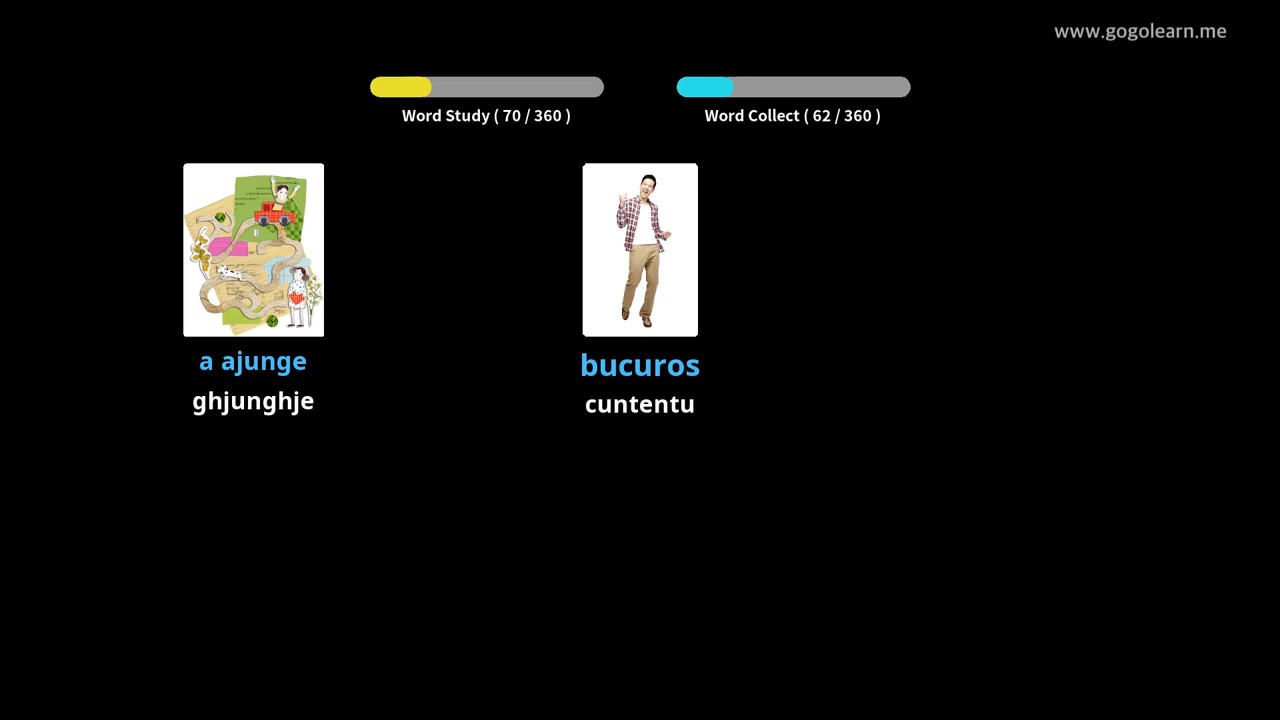 www.gogolearn.me
Word Study ( 70 / 360 )
Word Collect ( 62 / 360 )
a ajunge
ghjunghje
bucuros
cuntentu